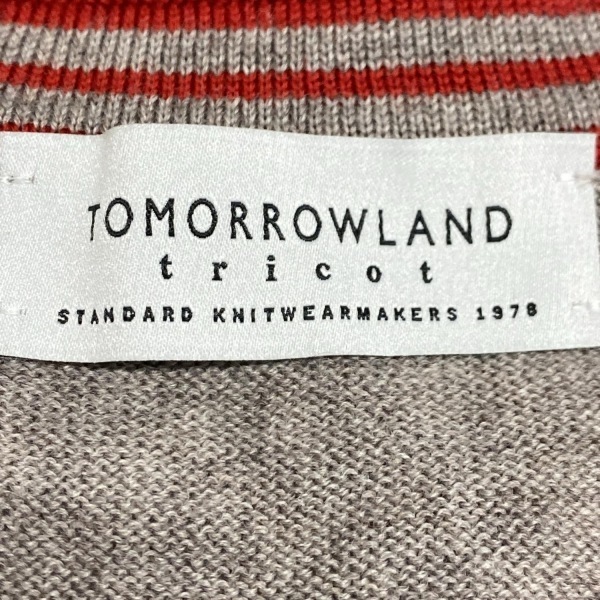 TOMORROWLAND
tricot
STANDARD KNITWEARMAKERS 1978